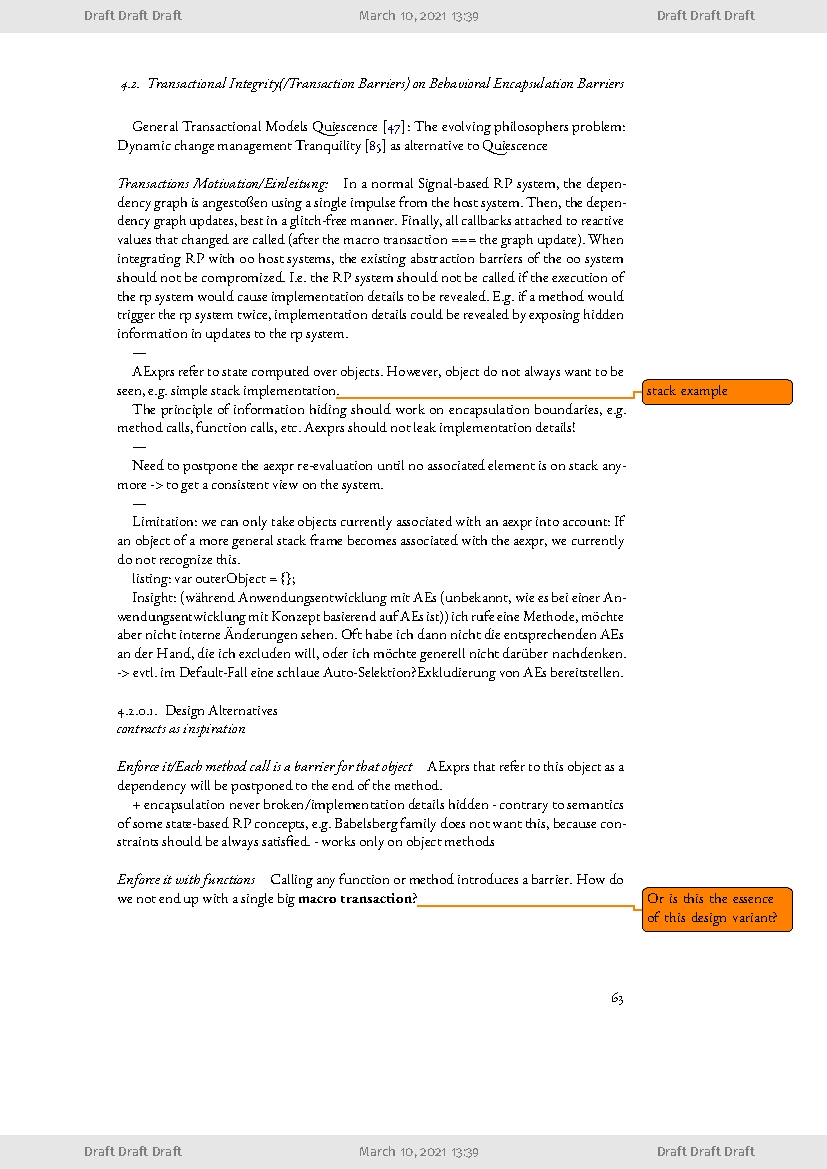 Draft Draft Draft March 10, 2021 13:39 Draft Draft Draft
4.2. Transactional Integrity(/Transaction Barriers) on Behavioral Encapsulation Barriers
General Transactional Models Quiescence [47]: The evolving philosophers problem:
Dynamic change management Tranquility [85] as alternative to Quiescence
Transactions Motivation/Einleitung: In a normal Signal-based RP system, the depen-
dency graph is angestoßen using a single impulse from the host system. Then, the depen-
dency graph updates, best in a glitch-free manner. Finally, all callbacks attached to reactive
values that changed are called (after the macro transaction === the graph update). When
integrating RP with oo host systems, the existing abstraction barriers of the oo system
should not be compromized. I.e. the RP system should not be called if the execution of
the rp system would cause implementation details to be revealed. E.g. if a method would
trigger the rp system twice, implementation details could be revealed by exposing hidden
information in updates to the rp system.
—
AExprs refer to state computed over objects. However, object do not always want to be
seen, e.g. simple stack implementation.
stack example
The principle of information hiding should work on encapsulation boundaries, e.g.
method calls, function calls, etc. Aexprs should not leak implementation details!
—
Need to postpone the aexpr re-evaluation until no associated element is on stack any-
more -> to get a consistent view on the system.
—
Limitation: we can only take objects currently associated with an aexpr into account: If
an object of a more general stack frame becomes associated with the aexpr, we currently
do not recognize this.
listing: var outerObject = {};
Insight: (während Anwendungsentwicklung mit AEs (unbekannt, wie es bei einer An-
wendungsentwicklung mit Konzept basierend auf AEs ist)) ich rufe eine Methode, möchte
aber nicht interne Änderungen sehen. Oft habe ich dann nicht die entsprechenden AEs
an der Hand, die ich excluden will, oder ich möchte generell nicht darüber nachdenken.
-> evtl. im Default-Fall eine schlaue Auto-Selektion?Exkludierung von AEs bereitstellen.
4.2.0.1. Design Alternatives
contracts as inspiration
Enforce it/Each method call is a barrier for that object AExprs that refer to this object as a
dependency will be postponed to the end of the method.
+ encapsulation never broken/implementation details hidden - contrary to semantics
of some state-based RP concepts, e.g. Babelsberg family does not want this, because con-
straints should be always satisfied. - works only on object methods
Enforce it with functions Calling any function or method introduces a barrier. How do
we not end up with a single big macro transaction?
Or is this the essence
of this design variant?
63
Draft Draft Draft March 10, 2021 13:39 Draft Draft Draft